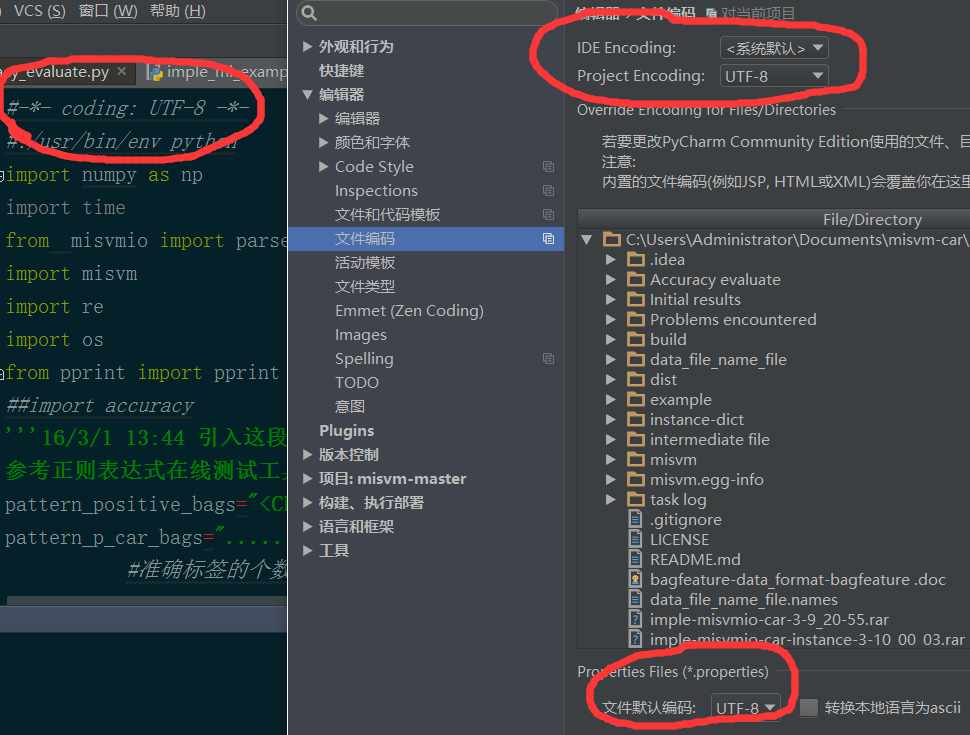 VCS (S) 窗口 (W) 帮助 (H)
y_evaluate.py
imple_mi_examp
#-*- coding: UTF-8 -*-
#!/usr/bin/env python
import numpy as np
import time
from _misvmio import parse
import misvm
import re
import os
from pprint import pprint
##import accuracy
'''16/3/1 13:44 引入这段
参考正则表达式在线测试工
pattern_positive_bags="<C
pattern_p_car_bags=".....
#准确标签的个数
外观和行为
快捷键
编辑器
编辑器
颜色和字体
Code Style
Inspections
文件和代码模板
文件编码
活动模板
文件类型
Emmet (Zen Coding)
Images
Spelling
TODO
意图
Plugins
版本控制
项目: misvm-master
构建、执行部署
语言和框架
工具
编辑器 › 文件编码 对当前项目
IDE Encoding: <系统默认>
Project Encoding: UTF-8
Override Encoding for Files/Directories
若要更改PyCharm Community Edition使用的文件、目
注意:
内置的文件编码(例如JSP, HTML或XML)会覆盖你在这里
File/Directory
C:\Users\Administrator\Documents\misvm-car\
.idea
Accuracy evaluate
Initial results
Problems encountered
build
data_file_name_file
dist
example
instance-dict
intermediate file
misvm
misvm.egg-info
task log
.gitignore
LICENSE
README.md
bagfeature-data_format-bagfeature .doc
data_file_name_file.names
imple-misvmio-car-3-9_20-55.rar
imple-misvmio-car-instance-3-10_00_03.rar
Properties Files (*.properties)
文件默认编码: UTF-8 转换本地语言为ascii